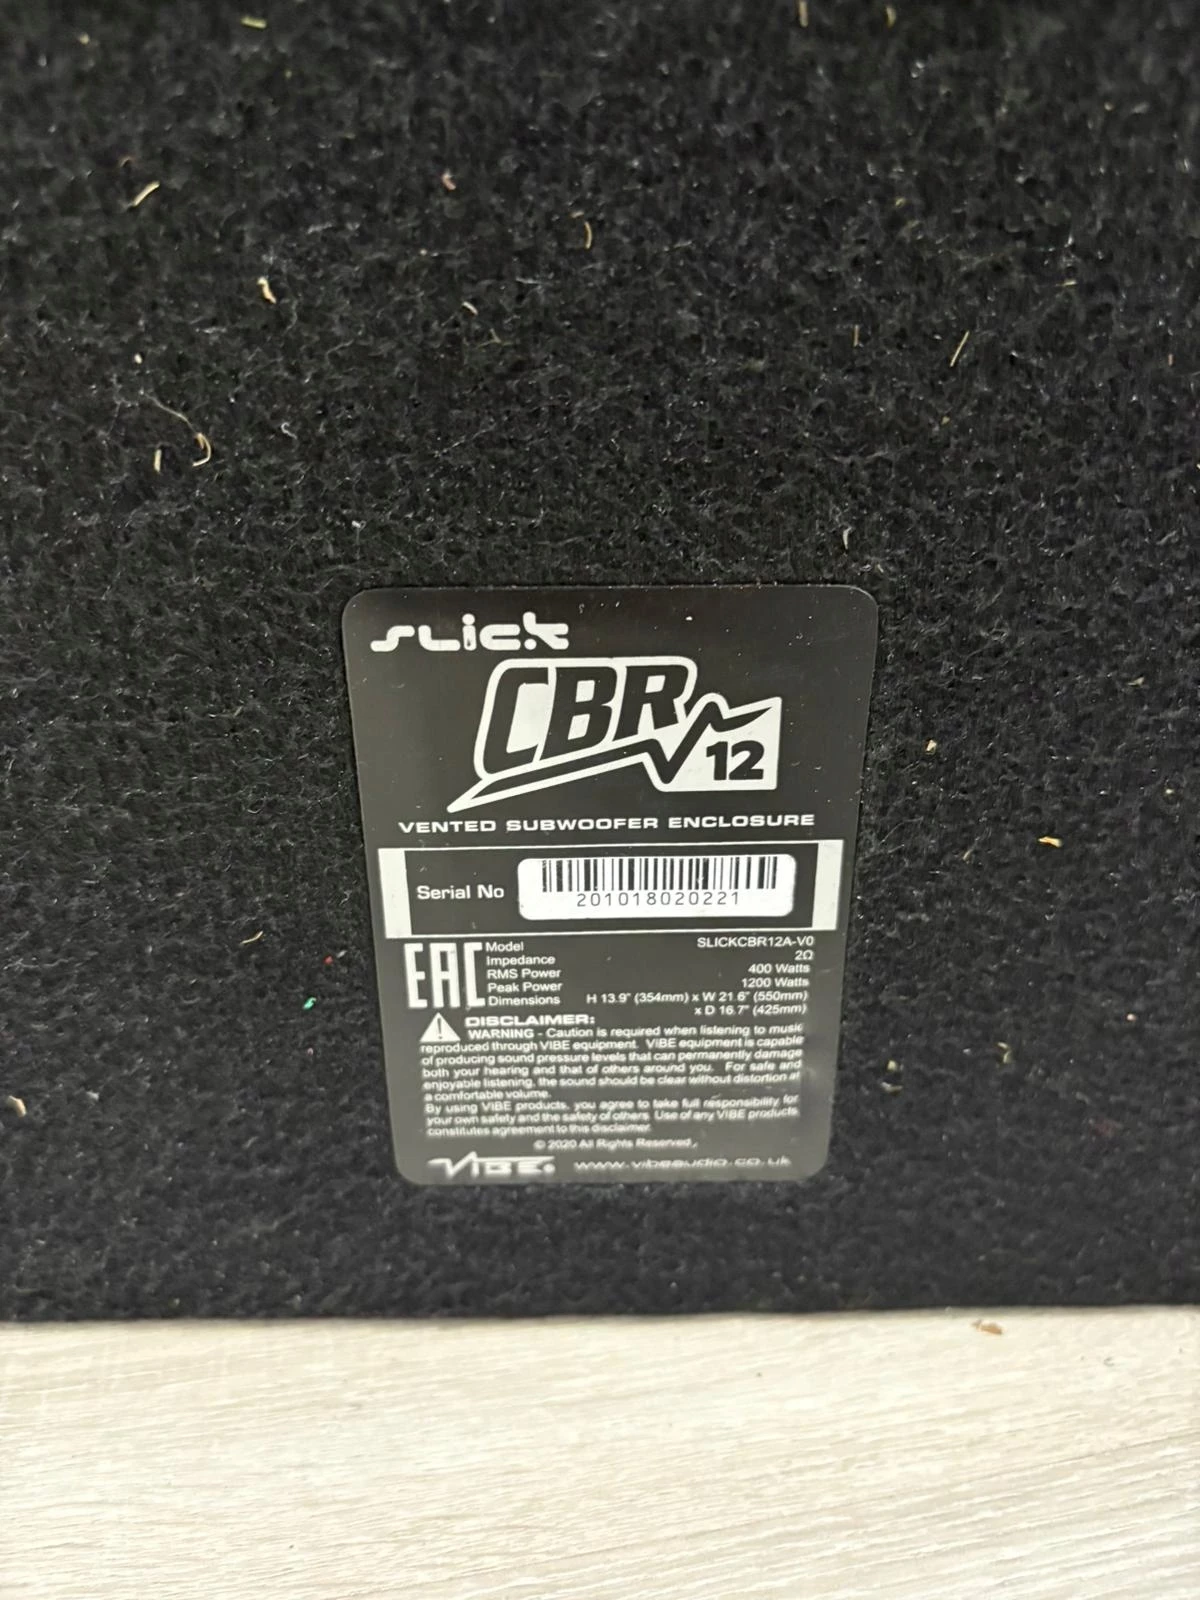 slick
CBR 12
VENTED SUBWOOFER ENCLOSURE
Serial No 201018020221
EAC
Model SLICKCBR12A-V0
Impedance 2Ω
RMS Power 400 Watts
Peak Power 1200 Watts
Dimensions H 13.9" (354mm) x W 21.6" (550mm)
x D 16.7" (425mm)
DISCLAIMER:
WARNING - Caution is required when listening to music
reproduced through VIBE equipment. VIBE equipment is capable
of producing sound pressure levels that can permanently damage
both your hearing and that of others around you. For safe and
enjoyable listening, the sound should be clear without distortion at
a comfortable volume.
By using VIBE products, you agree to take full responsibility for
your own safety and the safety of others. Use of any VIBE products
constitutes agreement to this disclaimer.
© 2020 All Rights Reserved.
VIBE. www.vibeaudio.co.uk